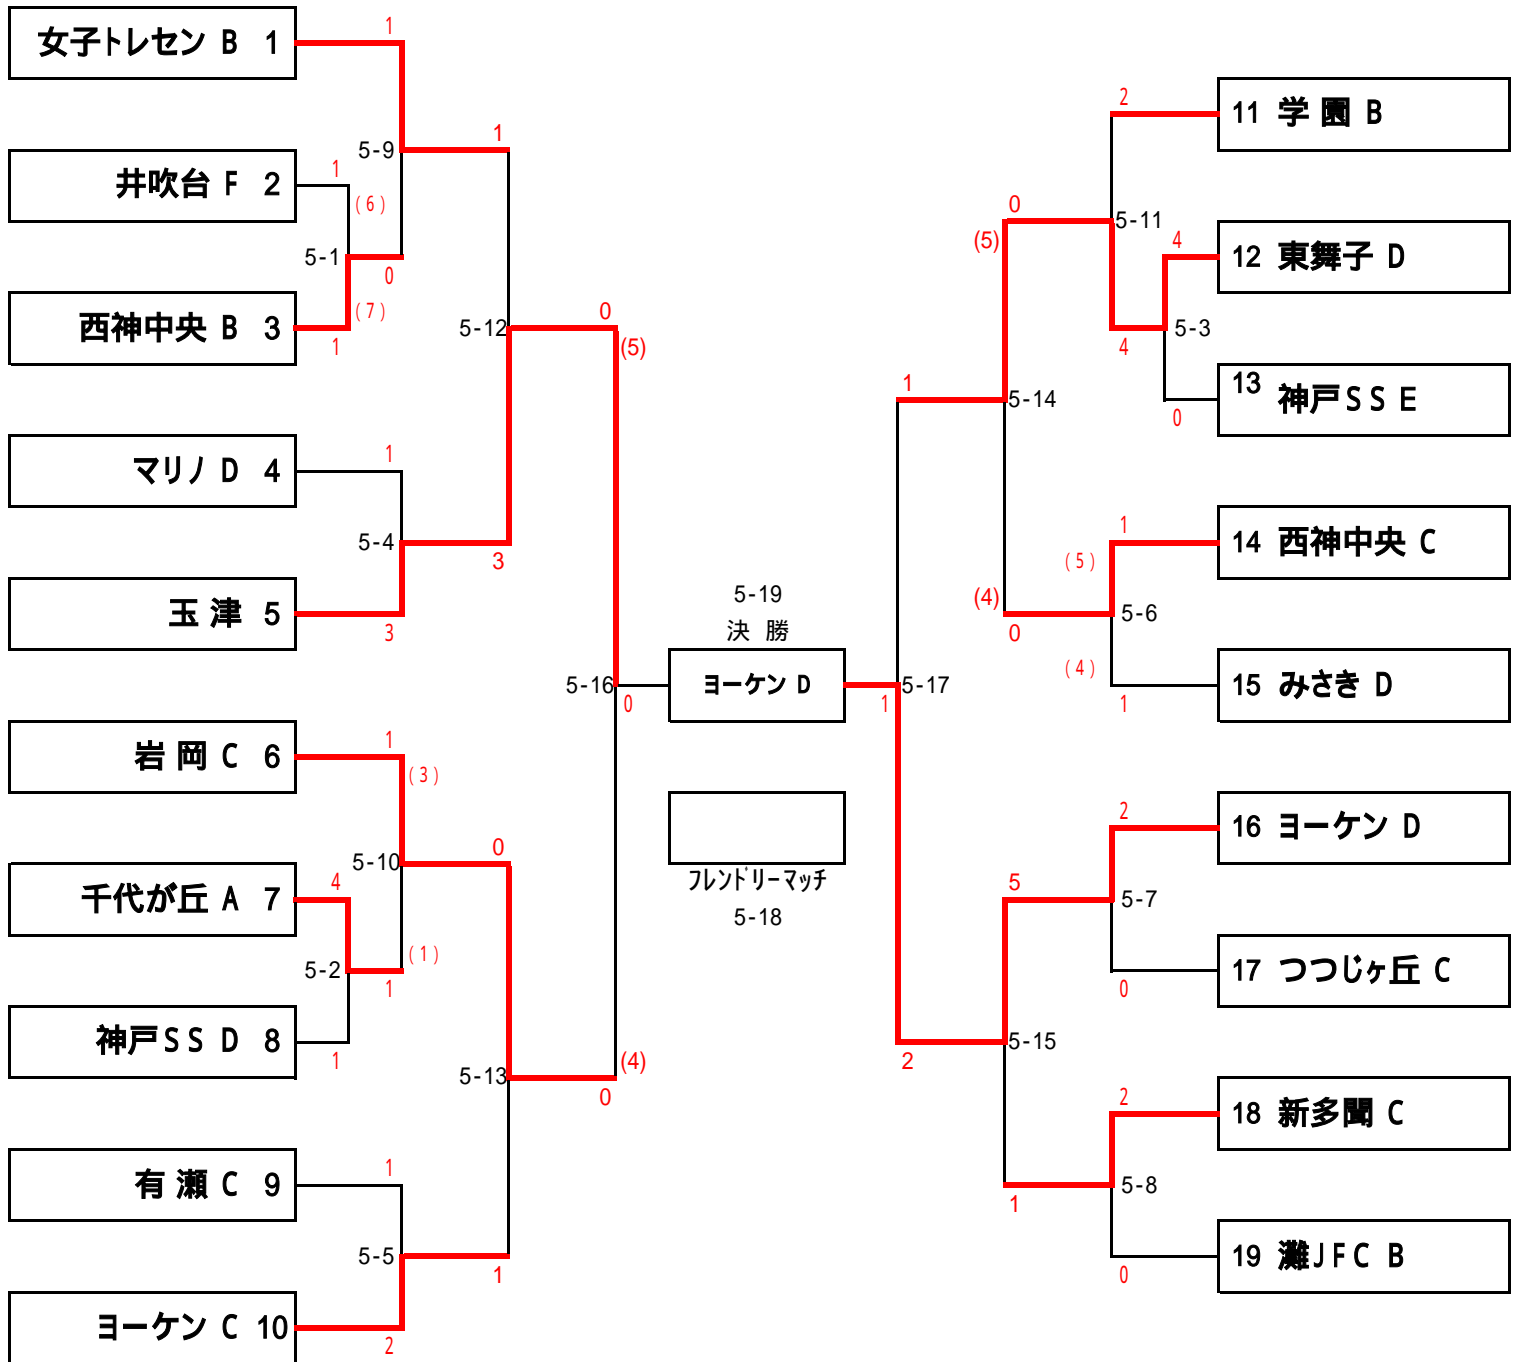 女子トレセン B 1
1
5-9
1
井吹台 F 2
1
(6)
5-1
0
西神中央 B 3
(7)
1
5-12
0
(5)
マリノ D 4
1
5-4
3
玉津 5
3
岩岡 C 6
1
(3)
5-10
0
千代が丘 A 7
4
(1)
5-2
1
神戸SS D 8
1
5-13
(4)
0
有瀬 C 9
1
5-5
1
ヨーケン C 10
2
5-16
0
5-19
決勝
ヨーケン D
1
5-17
フレンドリーマッチ
5-18
2
11 学園 B
0
5-11
(5)
4
12 東舞子 D
5-3
4
1
5-14
13 神戸SS E
0
1
14 西神中央 C
(5)
(4)
0
5-6
(4)
15 みさき D
1
2
16 ヨーケン D
5
5-7
17 つつじヶ丘 C
0
5-15
2
2
18 新多聞 C
5-8
1
19 灘JFC B
0